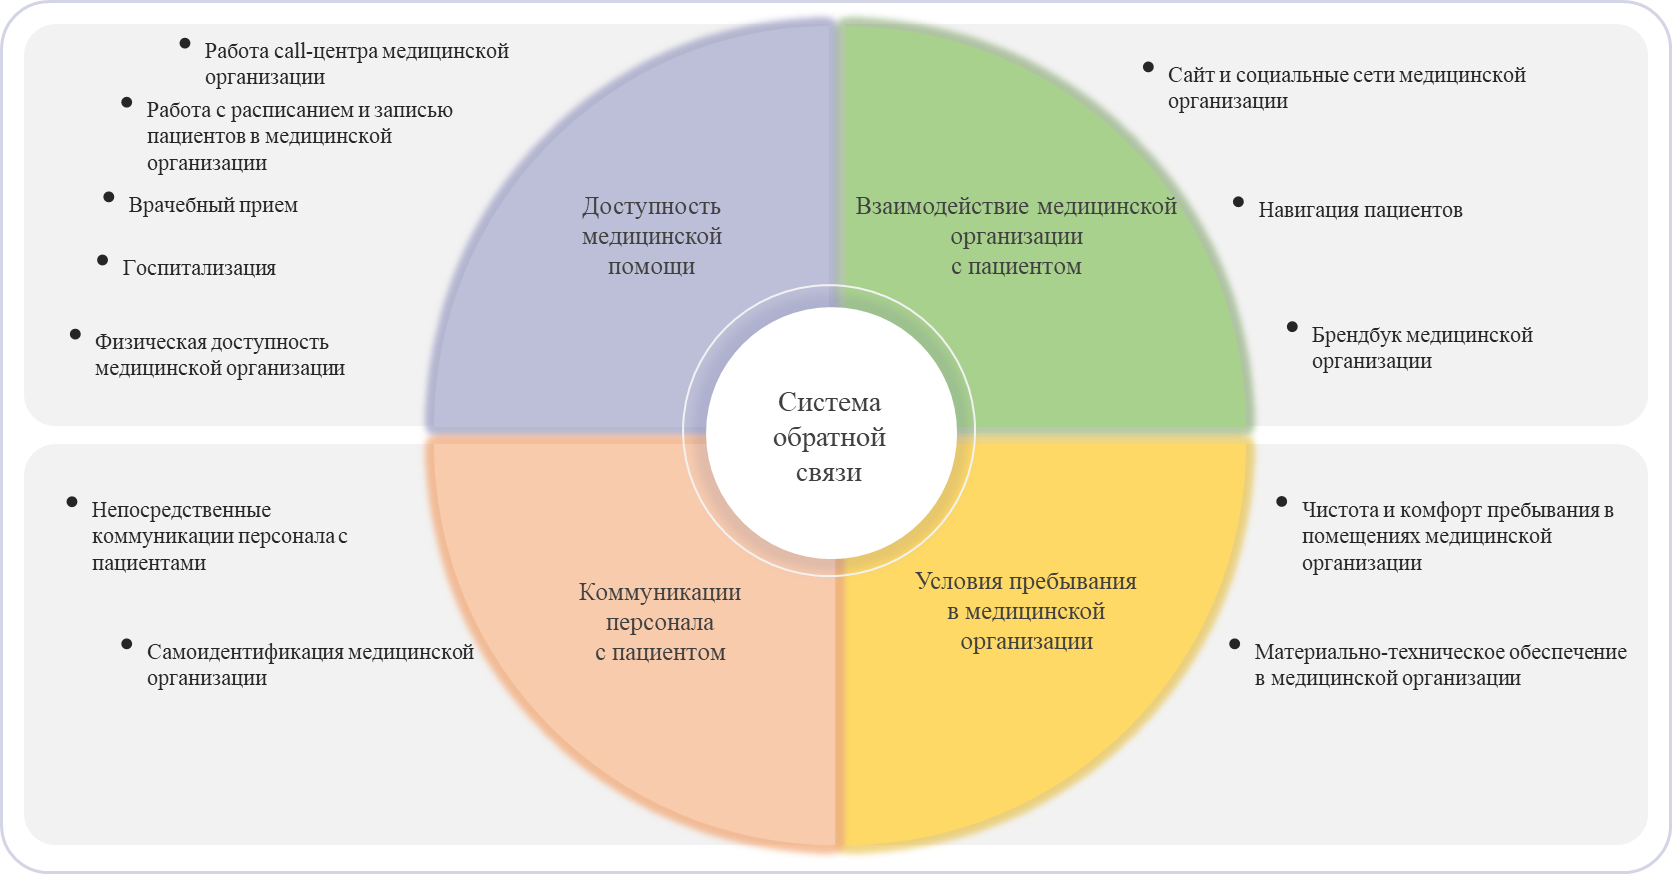 Работа call-центра медицинской
организации
Работа с расписанием и записью
пациентов в медицинской
организации
Врачебный прием
Госпитализация
Физическая доступность
медицинской организации
Доступность
медицинской
помощи
Взаимодействие медицинской
организации
с пациентом
Сайт и социальные сети медицинской
организации
Навигация пациентов
Брендбук медицинской
организации
Система
обратной
связи
Непосредственные
коммуникации персонала с
пациентами
Самоидентификация медицинской
организации
Коммуникации
персонала
с пациентом
Условия пребывания
в медицинской
организации
Чистота и комфорт пребывания в
помещениях медицинской
организации
Материально-техническое обеспечение
в медицинской организации